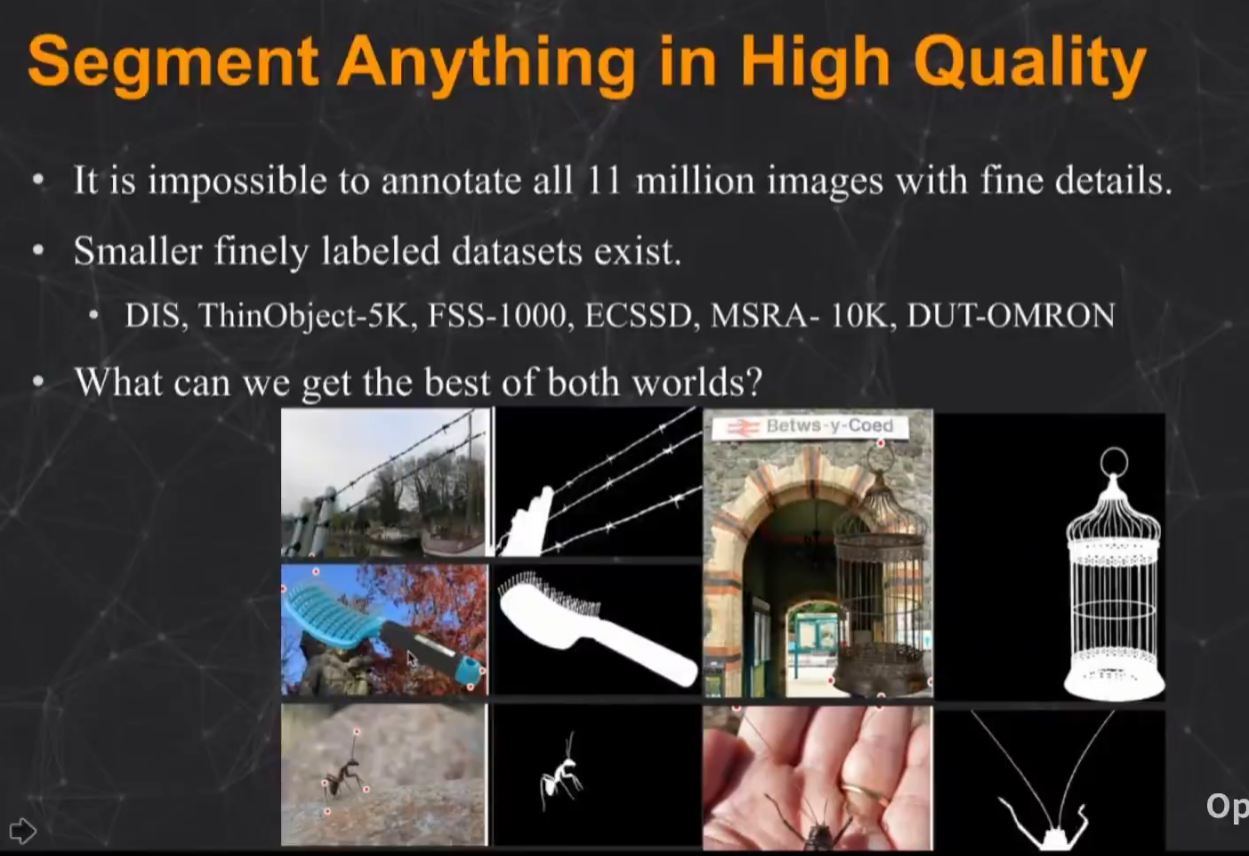 Segment Anything in High Quality
• It is impossible to annotate all 11 million images with fine details.
• Smaller finely labeled datasets exist.
• DIS, ThinObject-5K, FSS-1000, ECSSD, MSRA- 10K, DUT-OMRON
• What can we get the best of both worlds?
Betws-y-Coed
Op